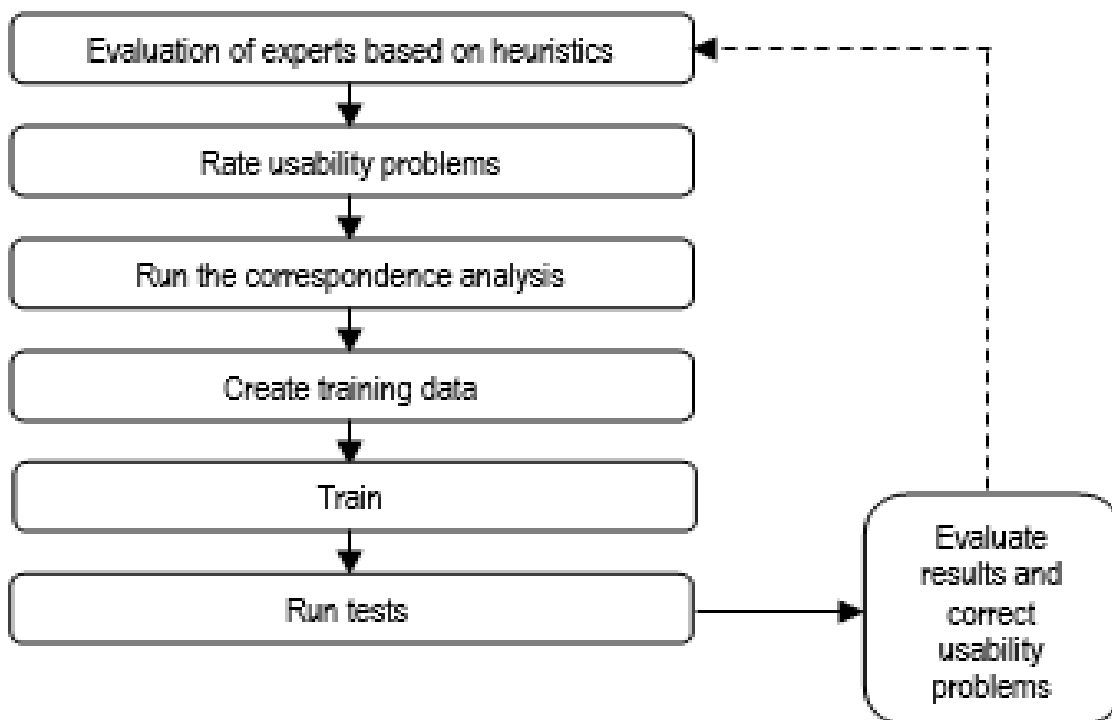 Evaluation of experts based on heuristics
Rate usability problems
Run the correspondence analysis
Create training data
Train
Run tests
Evaluate
results and
correct
usability
problems